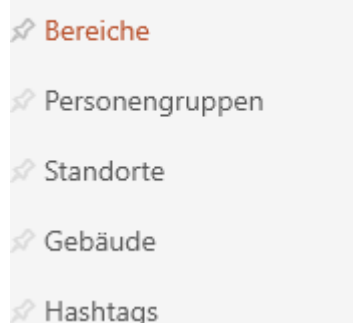 Bereiche
Personengruppen
Standorte
Gebäude
Hashtags